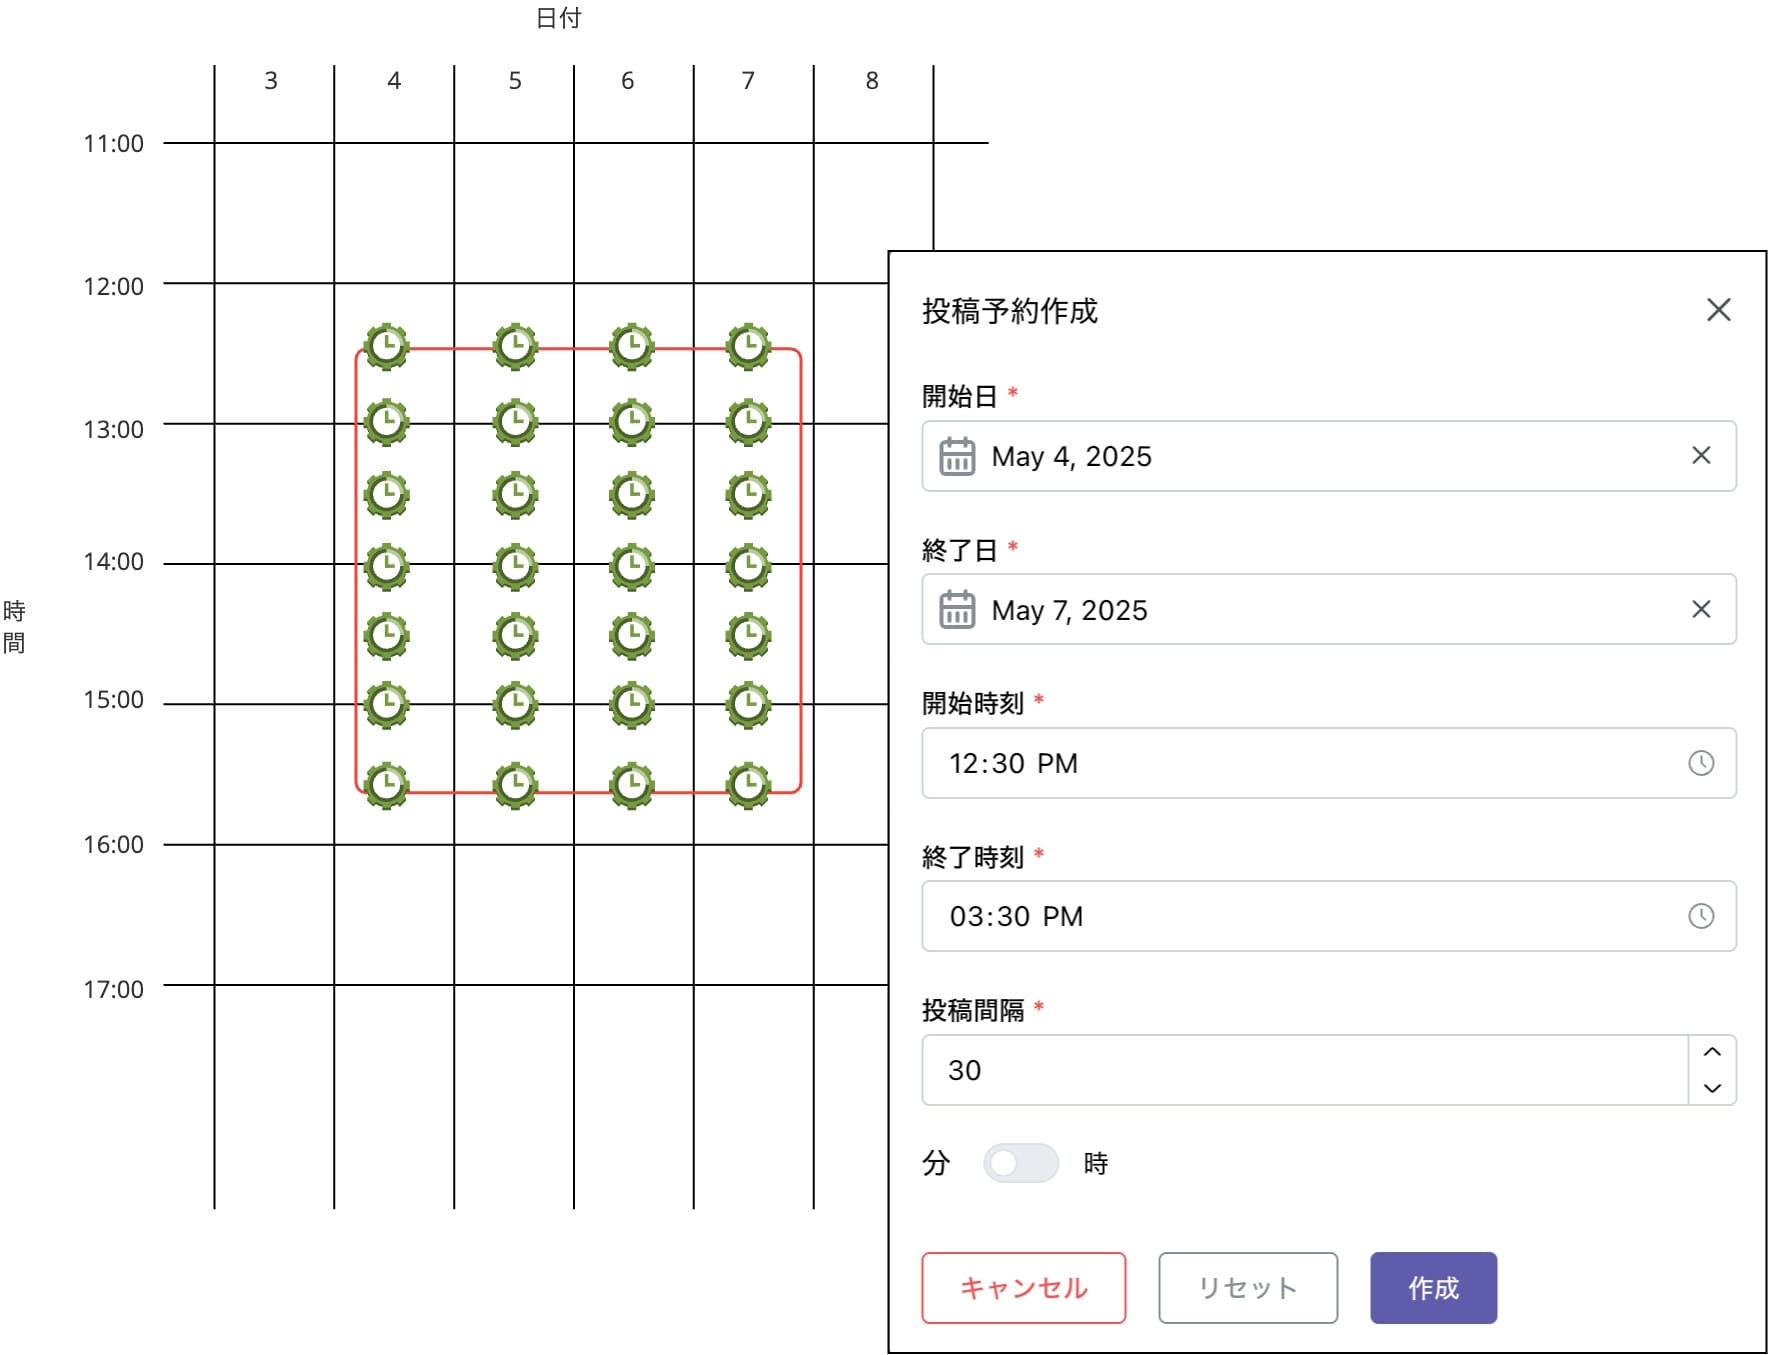 日付
3 4 5 6 7 8
11:00
12:00
13:00
14:00
15:00
16:00
17:00
時
間
投稿予約作成
開始日 *
May 4, 2025
終了日 *
May 7, 2025
開始時刻 *
12:30 PM
終了時刻 *
03:30 PM
投稿間隔 *
30
分 時
キャンセル リセット 作成